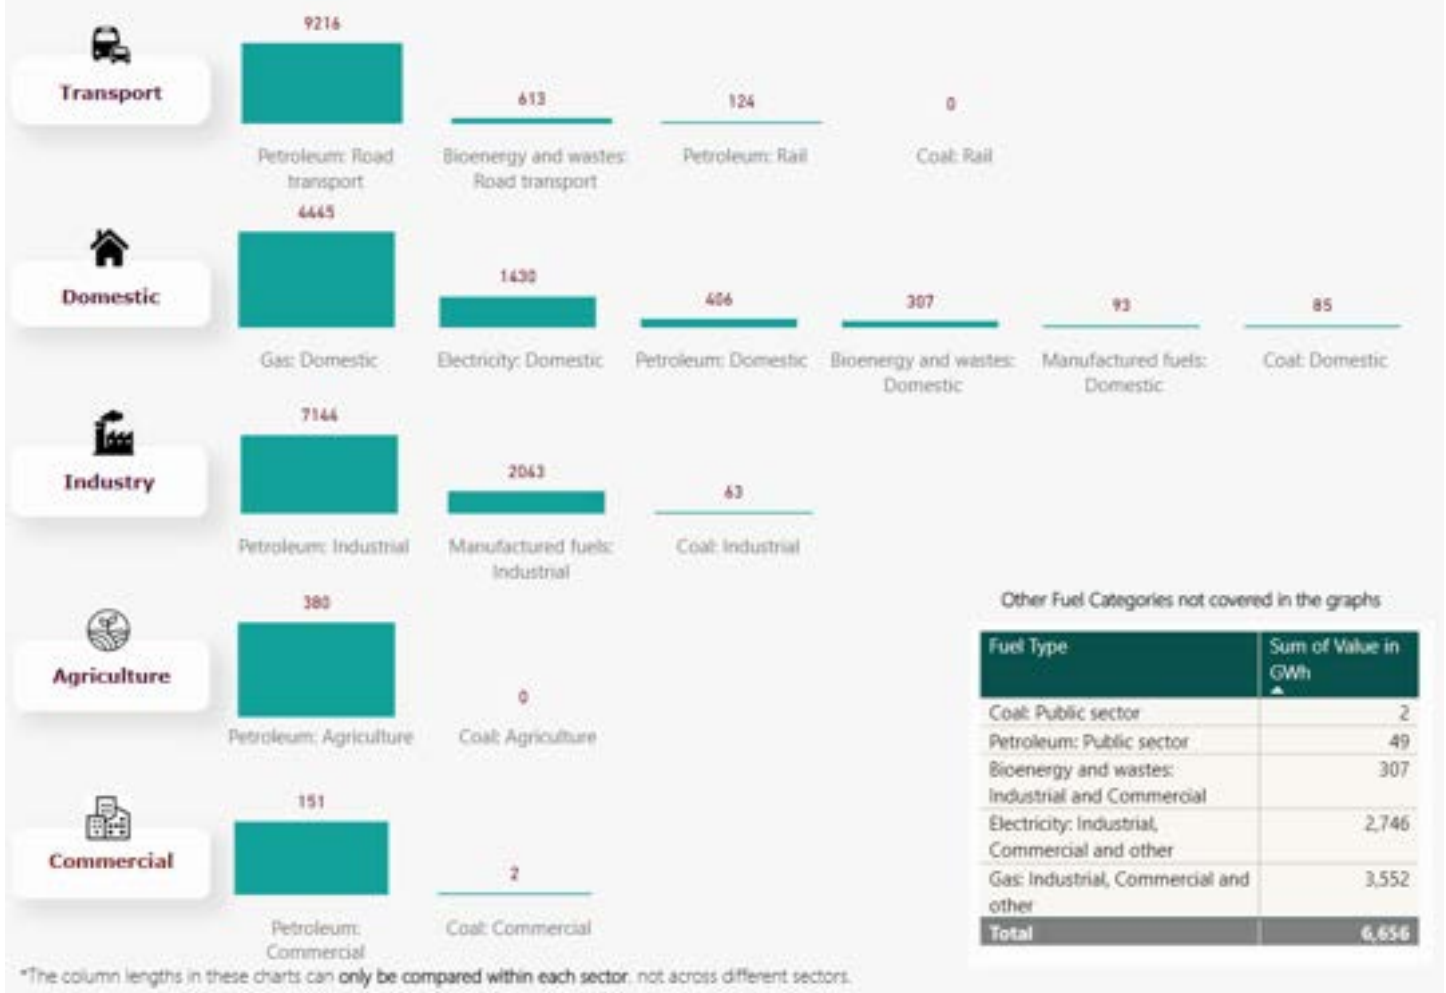 9216
613
124
0
Transport
Petroleum: Road
transport
Bioenergy and wastes:
Road transport
Petroleum: Rail
Coal: Rail
4445
1430
406
307
93
85
Domestic
Gas: Domestic
Electricity: Domestic
Petroleum: Domestic
Bioenergy and wastes:
Domestic
Manufactured fuels:
Domestic
Coal: Domestic
7144
2043
63
Industry
Petroleum: Industrial
Manufactured fuels:
Industrial
Coal: Industrial
380
0
Agriculture
Petroleum: Agriculture
Coal: Agriculture
151
2
Commercial
Petroleum:
Commercial
Coal: Commercial
Other Fuel Categories not covered in the graphs
Fuel Type
Sum of Value in
GWh
Coal: Public sector 2
Petroleum: Public sector 49
Bioenergy and wastes: 307
Industrial and Commercial
Electricity: Industrial, 2,746
Commercial and other
Gas: Industrial, Commercial and 3,552
other
Total 6,656
*The column lengths in these charts can only be compared within each sector, not across different sectors.